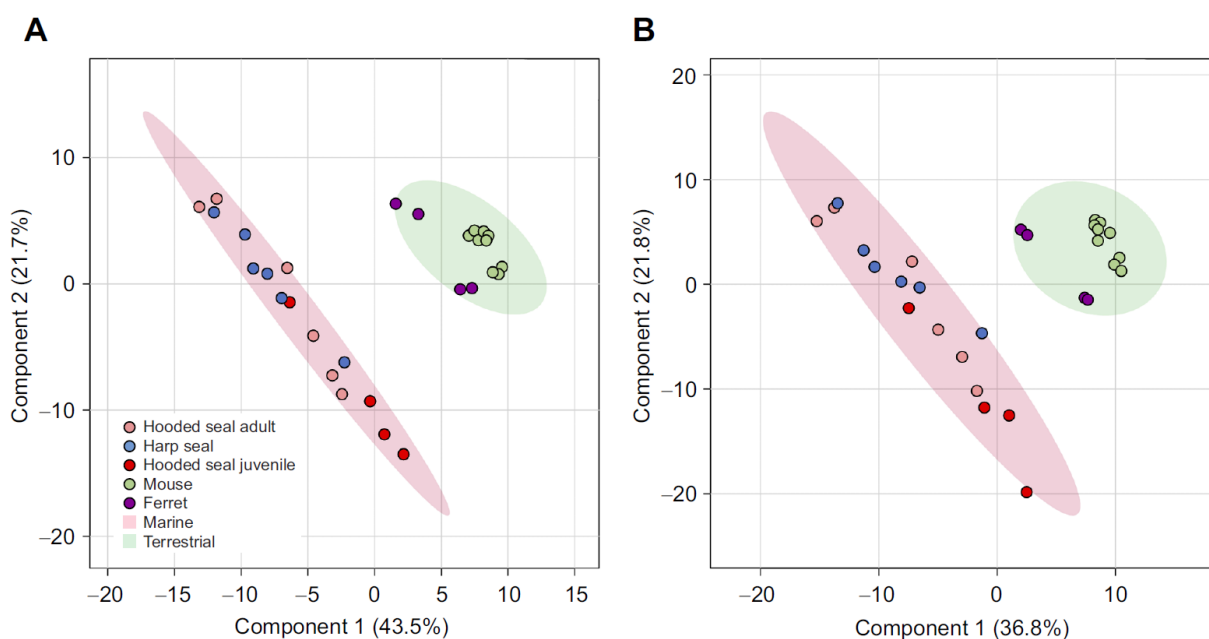 A
B
Component 2 (21.7%)
10
0
−10
−20
Hooded seal adult
Harp seal
Hooded seal juvenile
Mouse
Ferret
Marine
Terrestrial
−20 −15 −10 −5 0 5 10 15
Component 1 (43.5%)
Component 2 (21.8%)
20
10
0
−10
−20
−20 −10 0 10
Component 1 (36.8%)